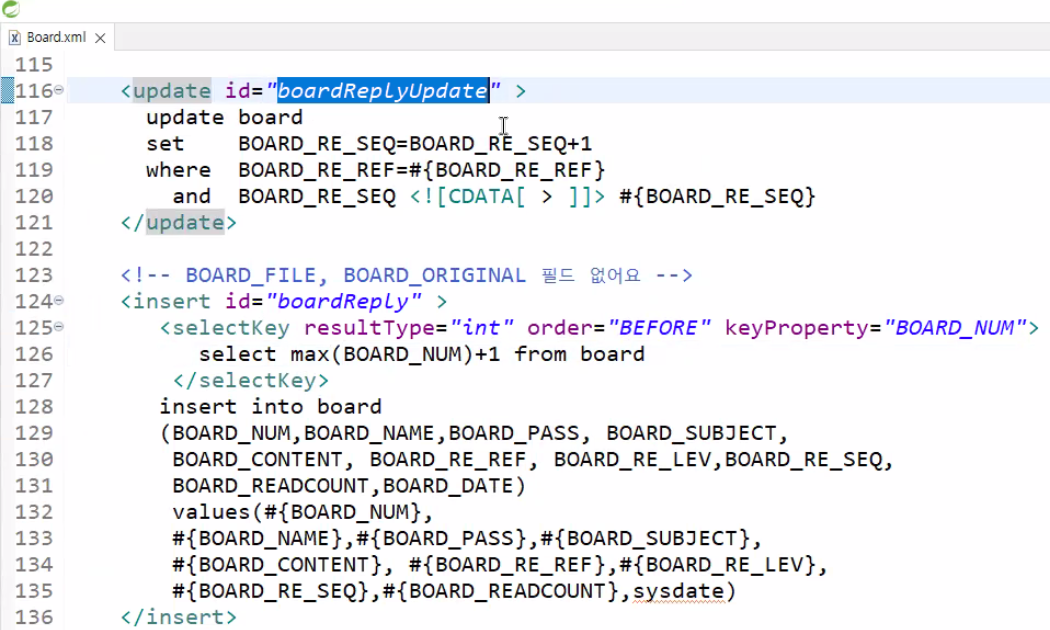 Board.xml
115
116 <update id="boardReplyUpdate" >
117 update board
118 set BOARD_RE_SEQ=BOARD_RE_SEQ+1
119 where BOARD_RE_REF=#{BOARD_RE_REF}
120 and BOARD_RE_SEQ <![CDATA[ > ]]> #{BOARD_RE_SEQ}
121 </update>
122
123 <!-- BOARD_FILE, BOARD_ORIGINAL 필드 없어요 -->
124 <insert id="boardReply" >
125 <selectKey resultType="int" order="BEFORE" keyProperty="BOARD_NUM">
126 select max(BOARD_NUM)+1 from board
127 </selectKey>
128 insert into board
129 (BOARD_NUM,BOARD_NAME,BOARD_PASS, BOARD_SUBJECT,
130 BOARD_CONTENT, BOARD_RE_REF, BOARD_RE_LEV,BOARD_RE_SEQ,
131 BOARD_READCOUNT,BOARD_DATE)
132 values(#{BOARD_NUM},
133 #{BOARD_NAME},#{BOARD_PASS},#{BOARD_SUBJECT},
134 #{BOARD_CONTENT}, #{BOARD_RE_REF},#{BOARD_RE_LEV},
135 #{BOARD_RE_SEQ},#{BOARD_READCOUNT},sysdate)
136 </insert>